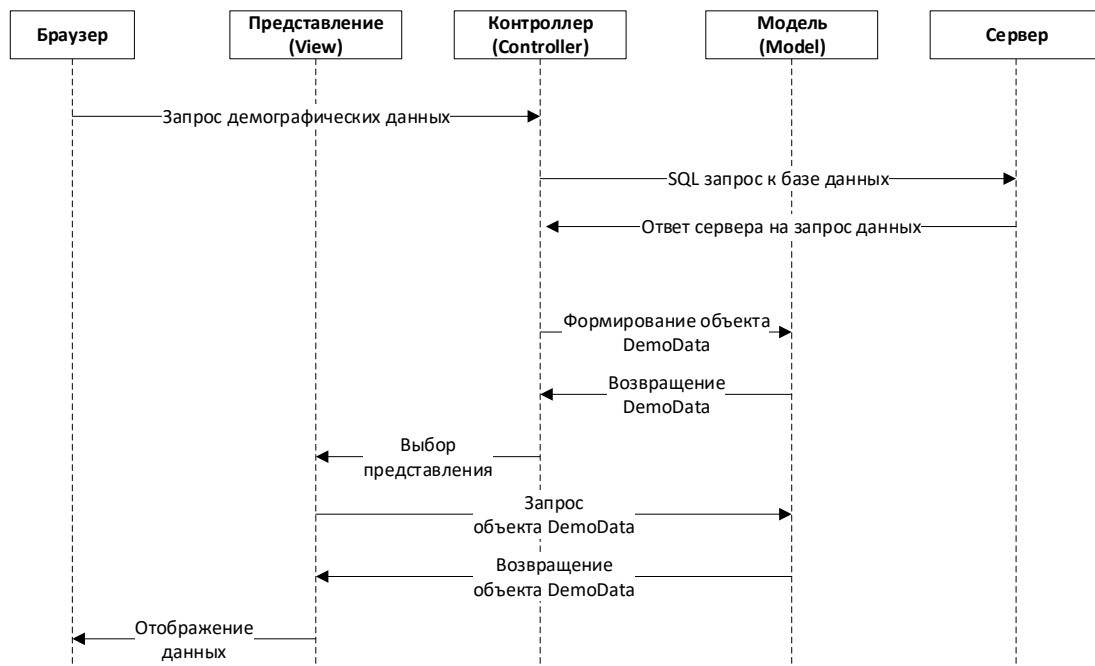 Браузер
Представление
(View)
Контроллер
(Controller)
Модель
(Model)
Сервер
Запрос демографических данных
SQL запрос к базе данных
Ответ сервера на запрос данных
Формирование объекта
DemoData
Возвращение
DemoData
Выбор
представления
Запрос
объекта DemoData
Возвращение
объекта DemoData
Отображение
данных